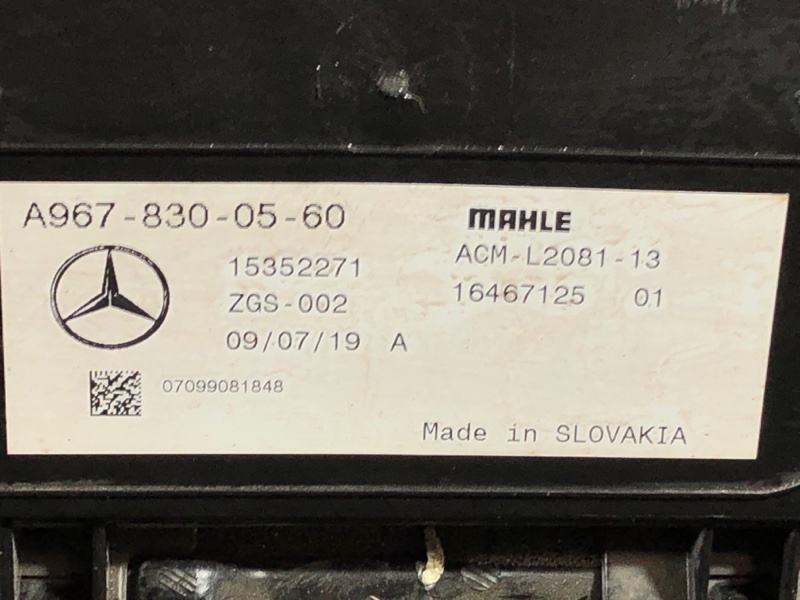 A967-830-05-60
MAHLE
15352271
ACM-L2081-13
ZGS-002
16467125 01
09/07/19 A
07099081848
Made in SLOVAKIA